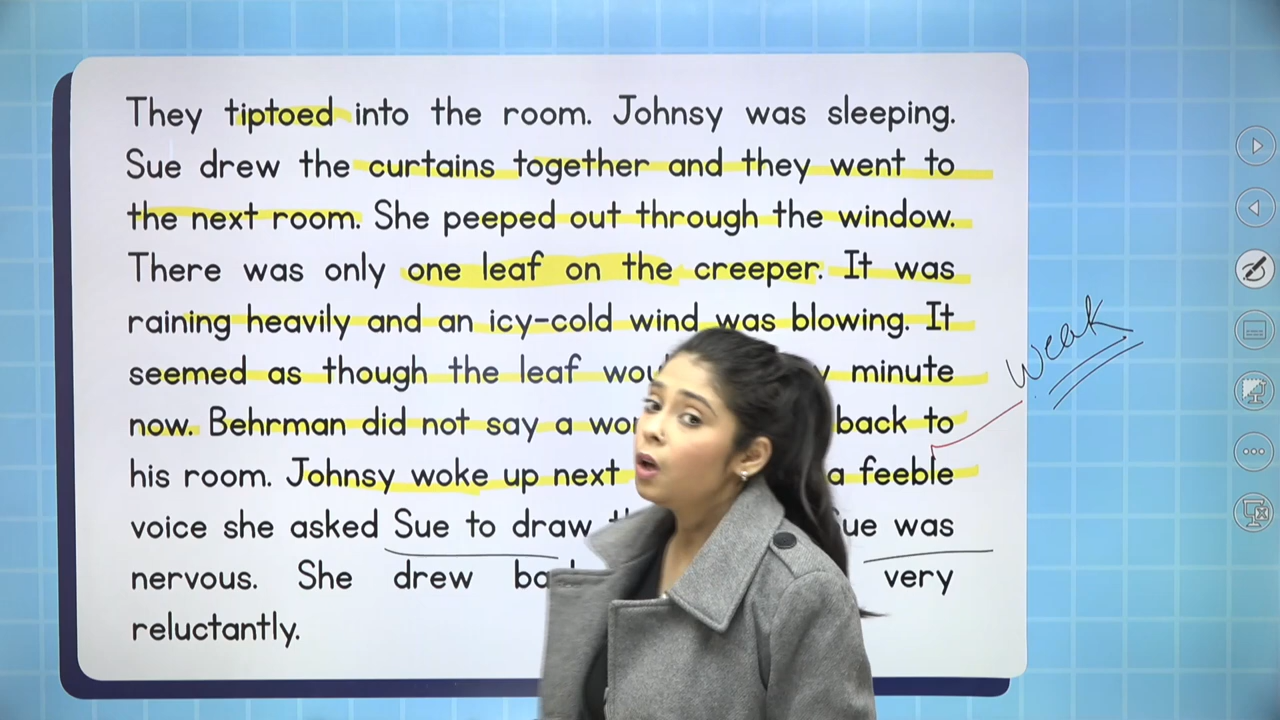 They tiptoed into the room. Johnsy was sleeping.
Sue drew the curtains together and they went to
the next room. She peeped out through the window.
There was only one leaf on the creeper. It was
raining heavily and an icy-cold wind was blowing. It
seemed as though the leaf minute
now. Behrman did not say a back to
his room. Johnsy woke up next a feeble
voice she asked Sue to draw was
nervous. She drew very
reluctantly.
Weak